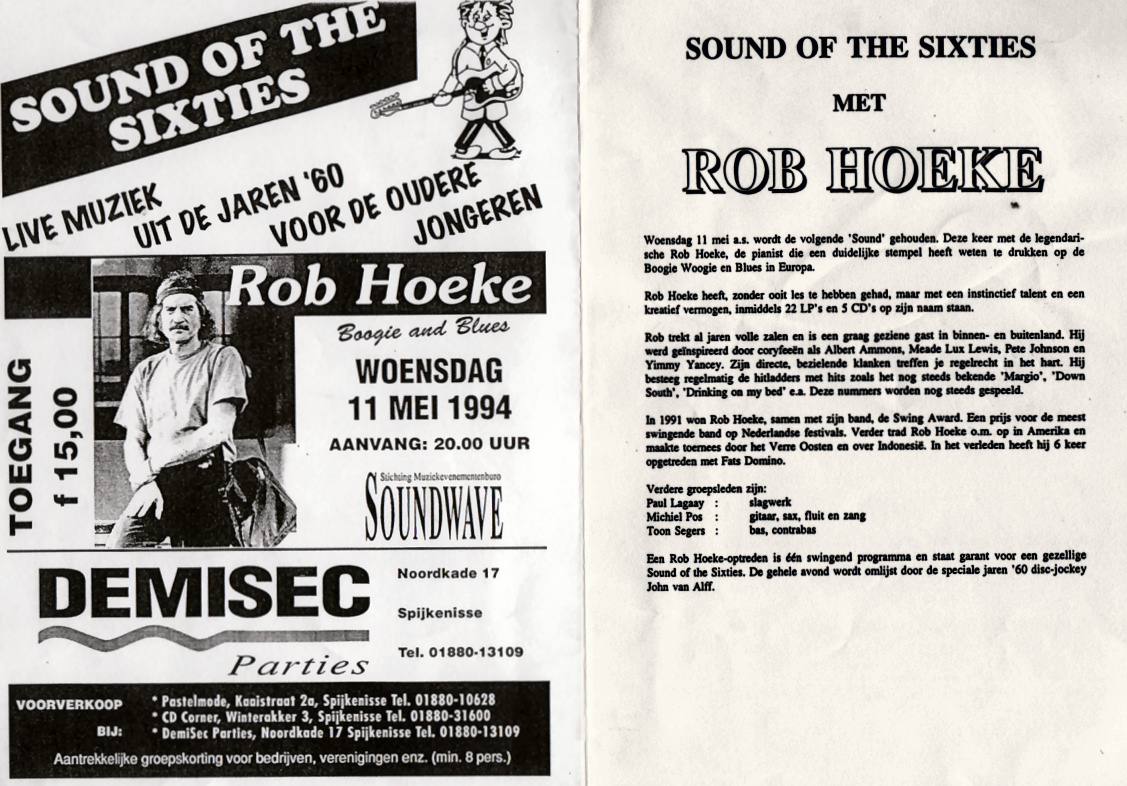 SOUND OF THE
SIXTIES
LIVE MUZIEK
UIT DE JAREN '60
VOOR DE OUDERE
JONGEREN
Rob Hoeke
Boogie and Blues
WOENSDAG
11 MEI 1994
AANVANG: 20.00 UUR
TOEGANG
f 15,00
Stichting Muziekevenementenburo
SOUNDWAVE
DEMISEC
Parties
Noordkade 17
Spijkenisse
Tel. 01880-13109
VOORVERKOOP
BIJ:
* Pastelmode, Kaaistraat 2a, Spijkenisse Tel. 01880-10628
* CD Corner, Winterakker 3, Spijkenisse Tel. 01880-31600
* DemiSec Parties, Noordkade 17 Spijkenisse Tel. 01880-13109
Aantrekkelijke groepskorting voor bedrijven, verenigingen enz. (min. 8 pers.)
SOUND OF THE SIXTIES
MET
ROB HOEKE
Woensdag 11 mei a.s. wordt de volgende 'Sound' gehouden. Deze keer met de legendari-
sche Rob Hoeke, de pianist die een duidelijke stempel heeft weten te drukken op de
Boogie Woogie en Blues in Europa.
Rob Hoeke heeft, zonder ooit les te hebben gehad, maar met een instinctief talent en een
kreatief vermogen, inmiddels 22 LP's en 5 CD's op zijn naam staan.
Rob trekt al jaren volle zalen en is een graag geziene gast in binnen- en buitenland. Hij
werd geïnspireerd door coryfeeën als Albert Ammons, Meade Lux Lewis, Pete Johnson en
Yimmy Yancey. Zijn directe, bezielende klanken treffen je regelrecht in het hart. Hij
besteeg regelmatig de hitladders met hits zoals het nog steeds bekende 'Margio', 'Down
South', 'Drinking on my bed' e.a. Deze nummers worden nog steeds gespeeld.
In 1991 won Rob Hoeke, samen met zijn band, de Swing Award. Een prijs voor de meest
swingende band op Nederlandse festivals. Verder trad Rob Hoeke o.m. op in Amerika en
maakte toernees door het Verre Oosten en over Indonesië. In het verleden heeft hij 6 keer
opgetreden met Fats Domino.
Verdere groepsleden zijn:
Paul Lagaay : slagwerk
Michiel Pos : gitaar, sax, fluit en zang
Toon Segers : bas, contrabas
Een Rob Hoeke-optreden is één swingend programma en staat garant voor een gezellige
Sound of the Sixties. De gehele avond wordt omlijst door de speciale jaren '60 disc-jockey
John van Alff.